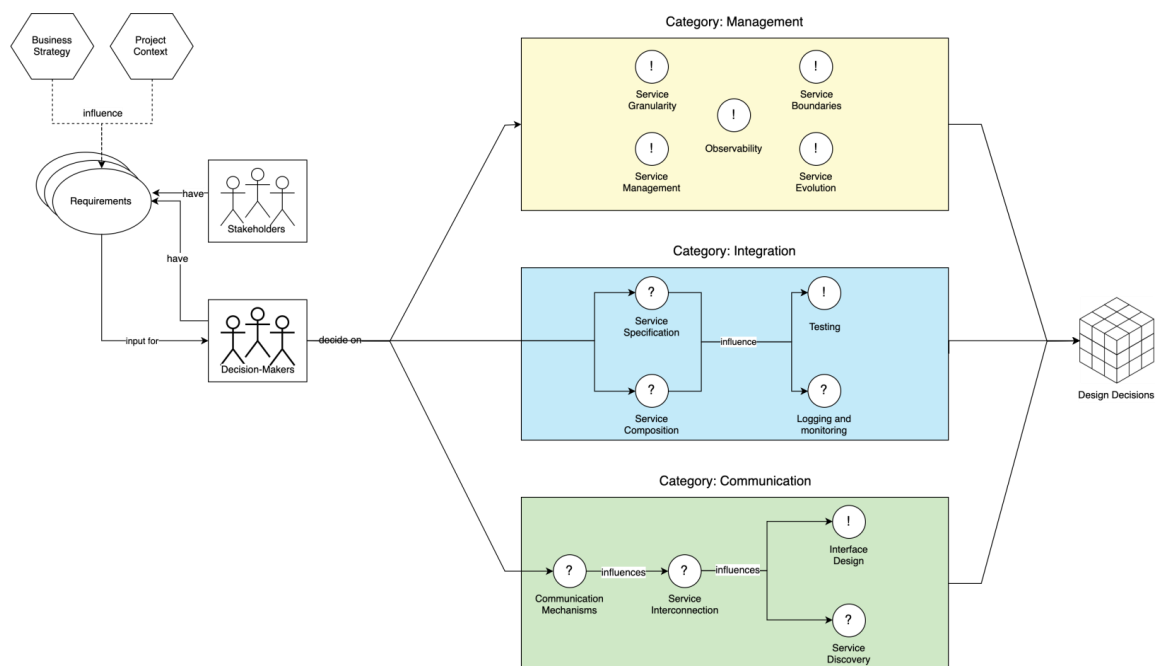 Business
Strategy
Project
Context
influence
Requirements
have
Stakeholders
have
input for
Decision-Makers
decide on
Category: Management
!
Service
Granularity
!
Service
Boundaries
!
Observability
!
Service
Management
!
Service
Evolution
Category: Integration
?
Service
Specification
!
Testing
influence
?
Service
Composition
?
Logging and
monitoring
Category: Communication
?
Communication
Mechanisms
influences
?
Service
Interconnection
influences
!
Interface
Design
?
Service
Discovery
Design Decisions